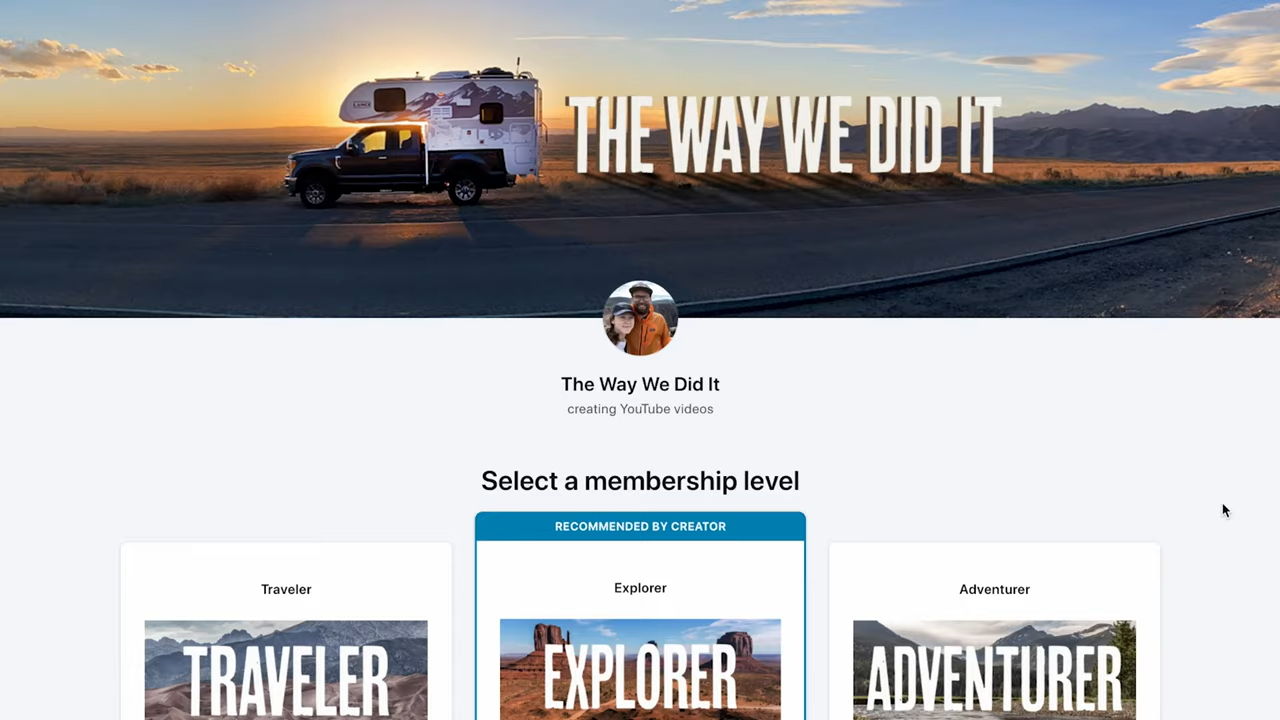 LANCE
THE WAY WE DID IT
The Way We Did It
creating YouTube videos
Select a membership level
RECOMMENDED BY CREATOR
Traveler
Explorer
Adventurer
TRAVELER
EXPLORER
ADVENTURER